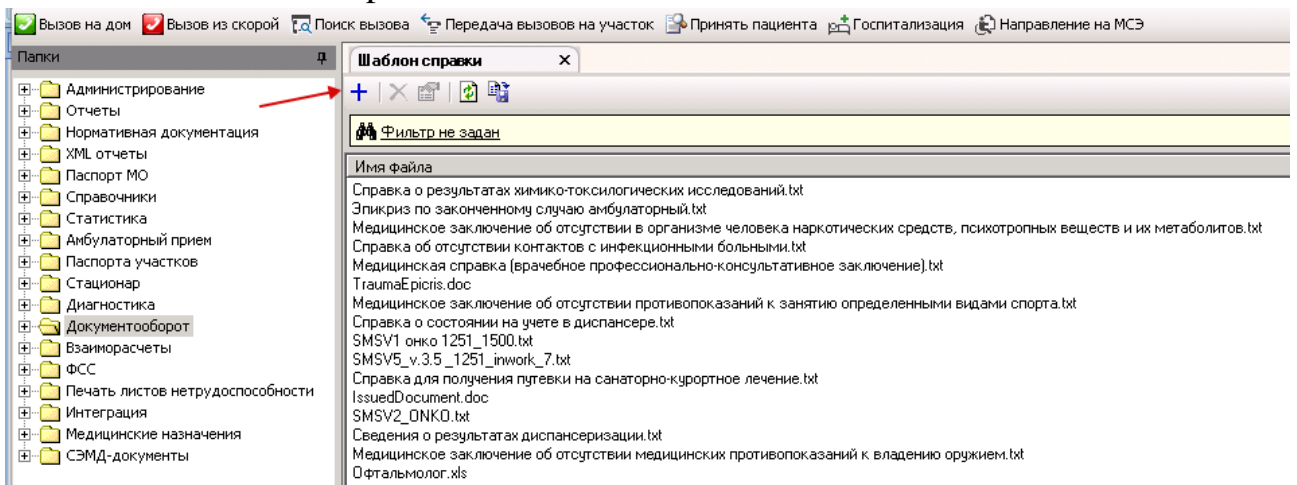 Вызов на дом Вызов из скорой Поиск вызова Передача вызовов на участок Принять пациента Госпитализация Направление на МСЭ
Папки
Администрирование
Отчеты
Нормативная документация
XML отчеты
Паспорт МО
Справочники
Статистика
Амбулаторный прием
Паспорта участков
Стационар
Диагностика
Документооборот
Взаиморасчеты
ФСС
Печать листов нетрудоспособности
Интеграция
Медицинские назначения
СЭМД-документы
Шаблон справки X
Фильтр не задан
Имя файла
Справка о результатах химико-токсилогических исследований.txt
Эпикриз по законченному случаю амбулаторный.txt
Медицинское заключение об отсутствии в организме человека наркотических средств, психотропных веществ и их метаболитов.txt
Справка об отсутствии контактов с инфекционными больными.txt
Медицинская справка (врачебное профессионально-консультативное заключение).txt
TraumaEpicris.doc
Медицинское заключение об отсутствии противопоказаний к занятию определенными видами спорта.txt
Справка о состоянии на учете в диспансере.txt
SMSV1 онко 1251_1500.txt
SMSV5_v.3.5 _1251_inwork_7.txt
Справка для получения путевки на санаторно-курортное лечение.txt
IssuedDocument.doc
SMSV2_ONKO.txt
Сведения о результатах диспансеризации.txt
Медицинское заключение об отсутствии медицинских противопоказаний к владению оружием.txt
Офтальмолог.xls